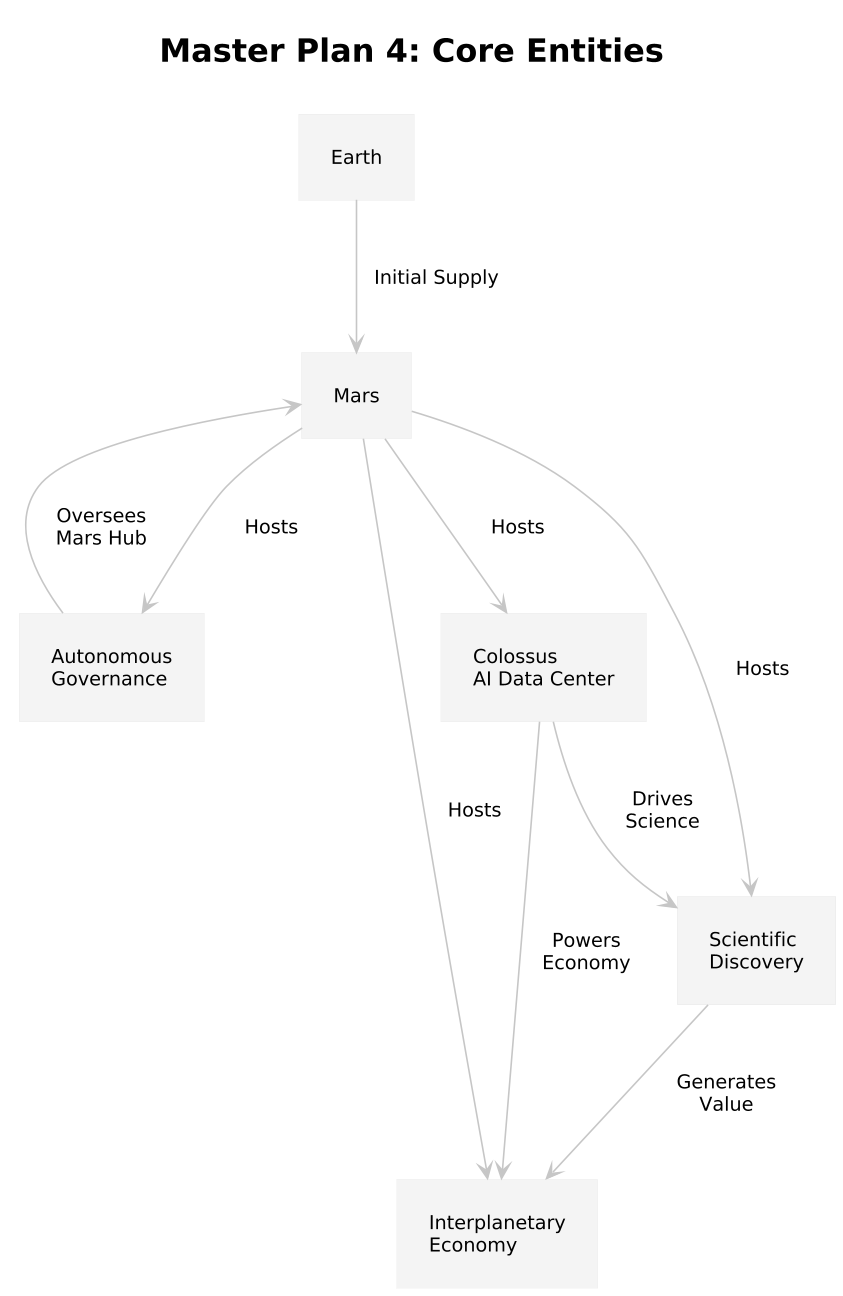 Master Plan 4: Core Entities
Earth
Initial Supply
Mars
Oversees
Mars Hub
Hosts
Hosts
Autonomous
Governance
Colossus
AI Data Center
Hosts
Hosts
Drives
Science
Powers
Economy
Scientific
Discovery
Generates
Value
Interplanetary
Economy